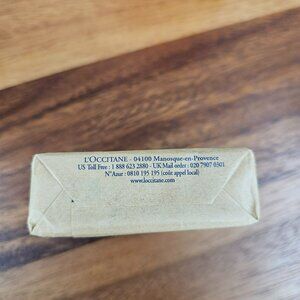 L'OCCITANE - 04100 Manosque-en-Provence
US Toll Free : 1 888 623 2880 - UK Mail order : 020 7907 0301
N°Azur : 0810 195 195 (coût appel local)
www.loccitane.com